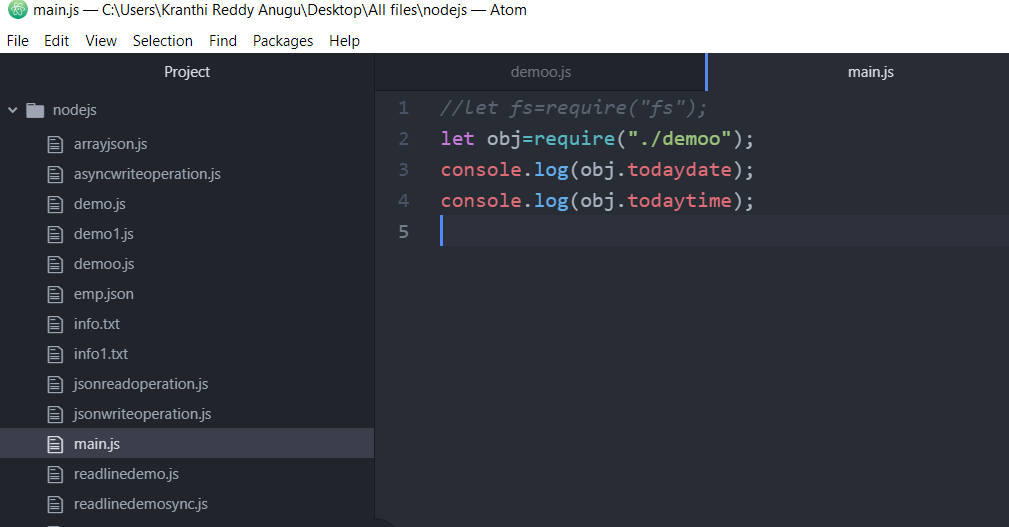 main.js — C:\Users\Kranthi Reddy Anugu\Desktop\All files\nodejs — Atom
File Edit View Selection Find Packages Help
Project
nodejs
arrayjson.js
asyncwriteoperation.js
demo.js
demo1.js
demoo.js
emp.json
info.txt
info1.txt
jsonreadoperation.js
jsonwriteoperation.js
main.js
readlinedemo.js
readlinedemosync.js
demoo.js main.js
1 //let fs=require("fs");
2 let obj=require("./demoo");
3 console.log(obj.todaydate);
4 console.log(obj.todaytime);
5